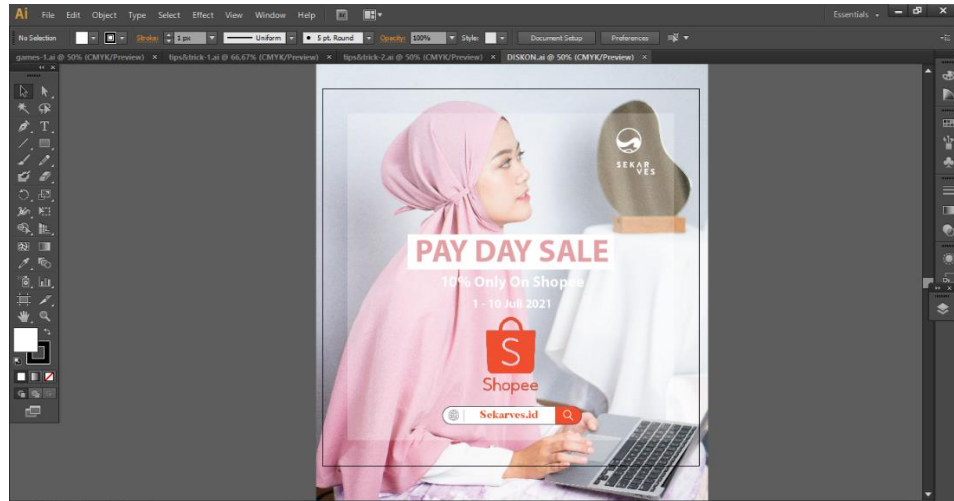 Ai File Edit Object Type Select Effect View Window Help Br Essentials
No Selection Stroke: 1 px Uniform 5 pt. Round Opacity: 100% Style: Document Setup Preferences
games-1.ai @ 50% (CMYK/Preview) × tips&trick-1.ai @ 66,67% (CMYK/Preview) × tips&trick-2.ai @ 50% (CMYK/Preview) × DISKON.ai @ 50% (CMYK/Preview) ×
SEKAR
VES
PAY DAY SALE
10% Only On Shopee
1 - 10 Juli 2021
S
Shopee
Sekarves.id